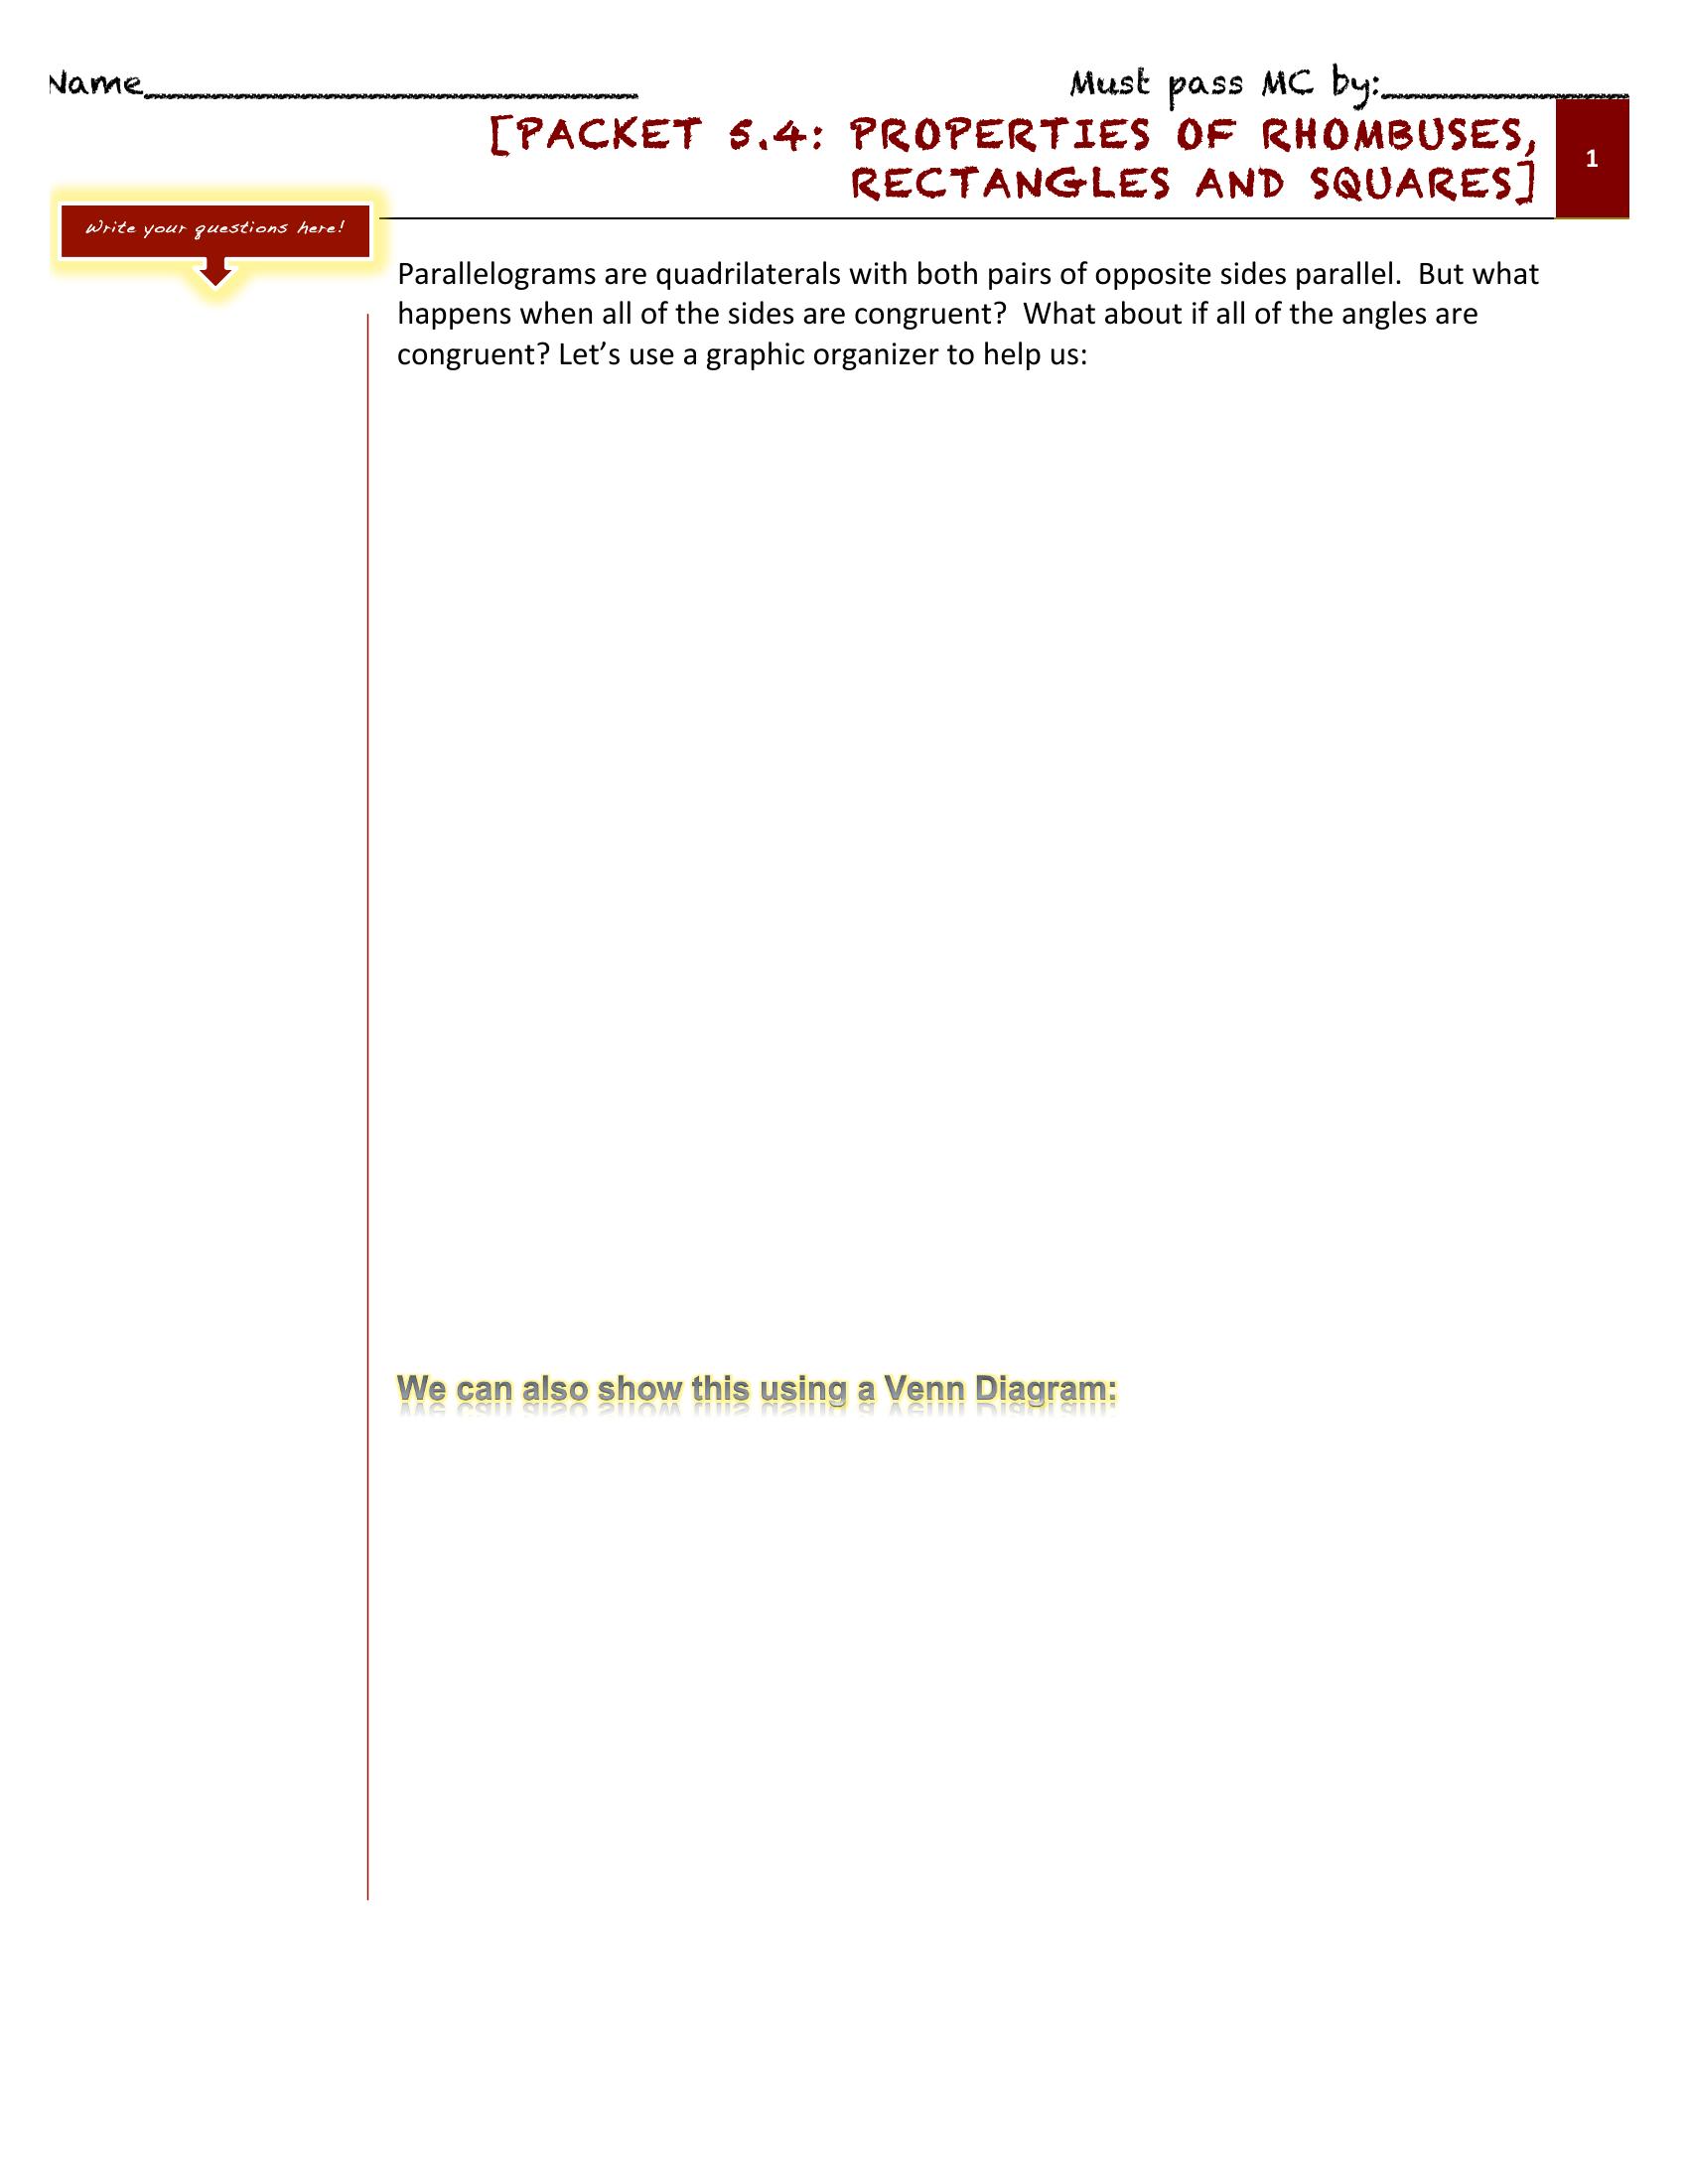 Name_____________________________ Must pass MC by:_______________
[PACKET 5.4: PROPERTIES OF RHOMBUSES,
RECTANGLES AND SQUARES]
1
Write your questions here!
Parallelograms are quadrilaterals with both pairs of opposite sides parallel.  But what
happens when all of the sides are congruent?  What about if all of the angles are
congruent? Let’s use a graphic organizer to help us:
We can also show this using a Venn Diagram: